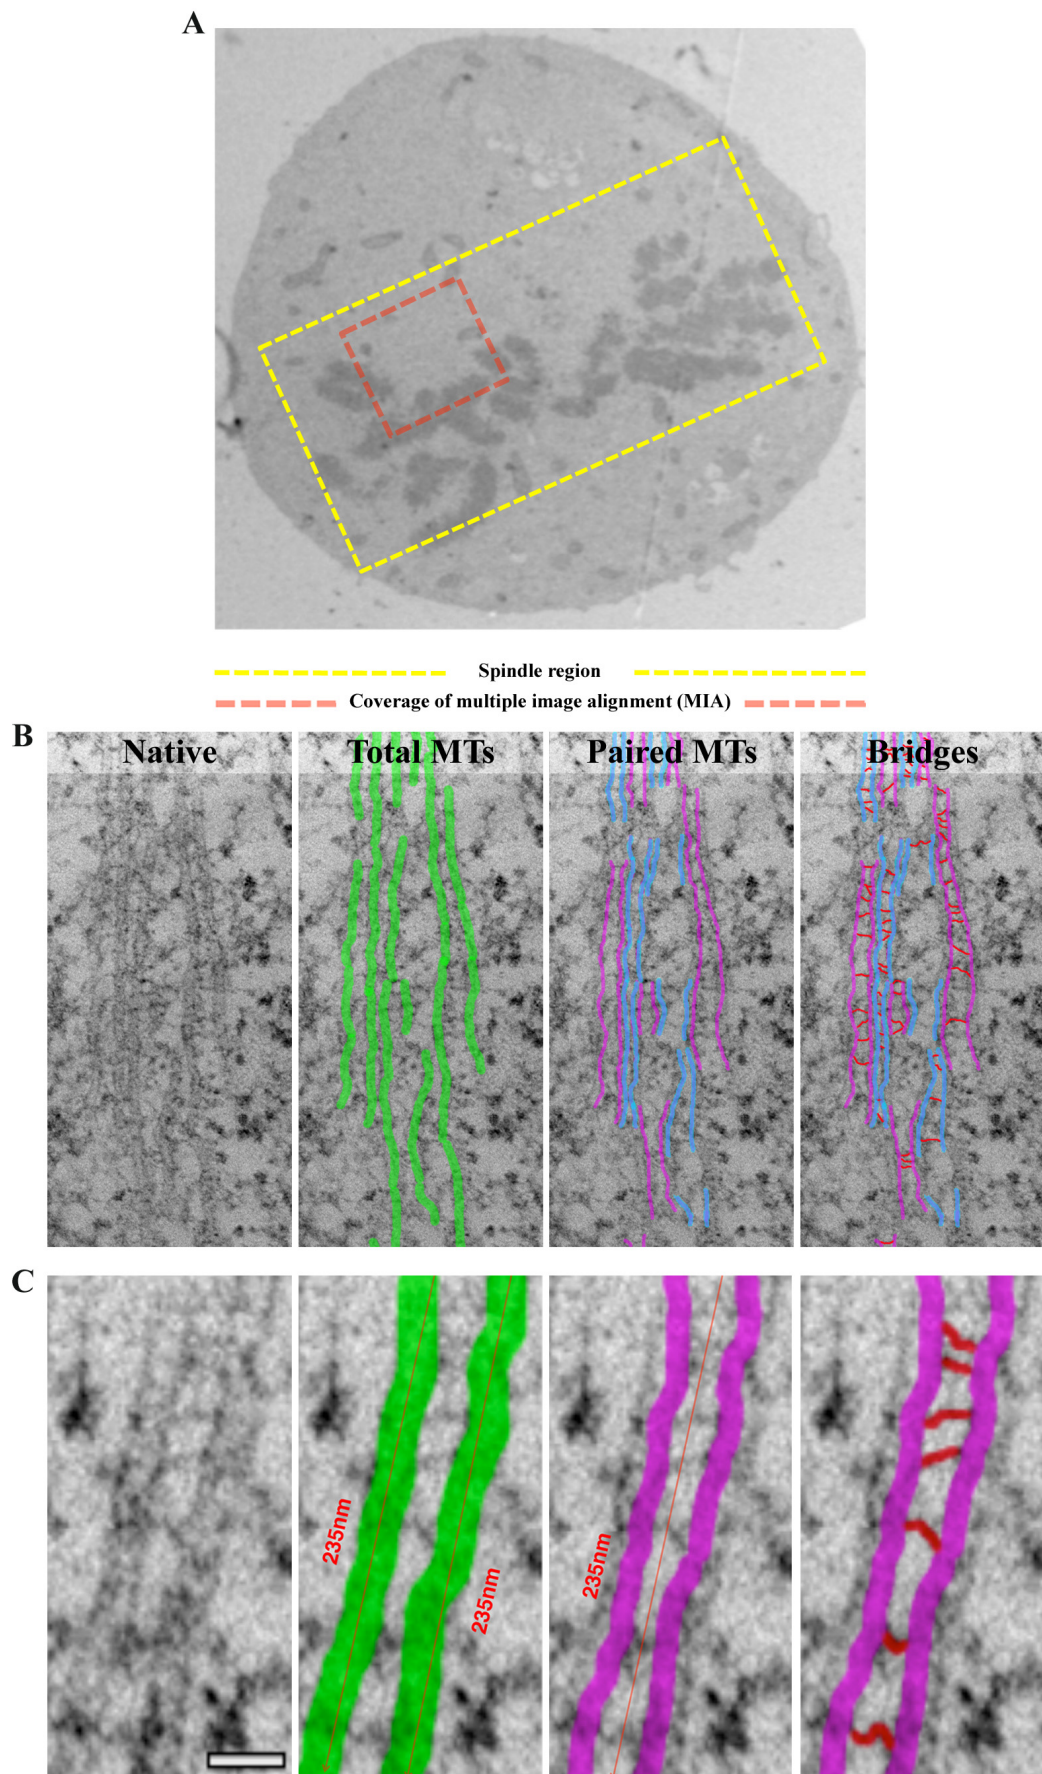 A
Spindle region
Coverage of multiple image alignment (MIA)
B
Native
Total MTs
Paired MTs
Bridges
C
235nm
235nm
235nm